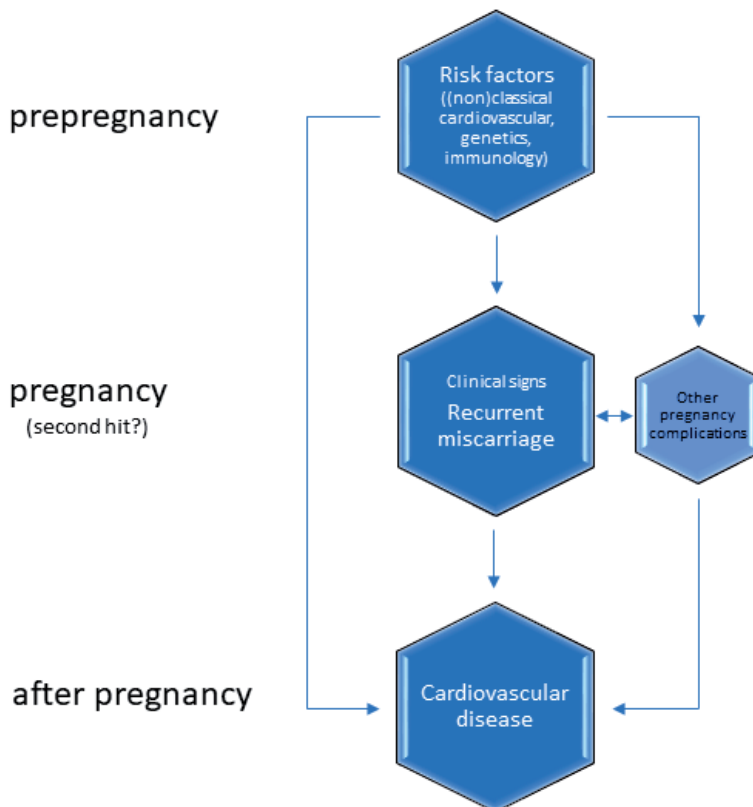 prepregnancy
Risk factors
((non)classical
cardiovascular,
genetics,
immunology)
pregnancy
(second hit?)
Clinical signs
Recurrent
miscarriage
Other
pregnancy
complications
after pregnancy
Cardiovascular
disease